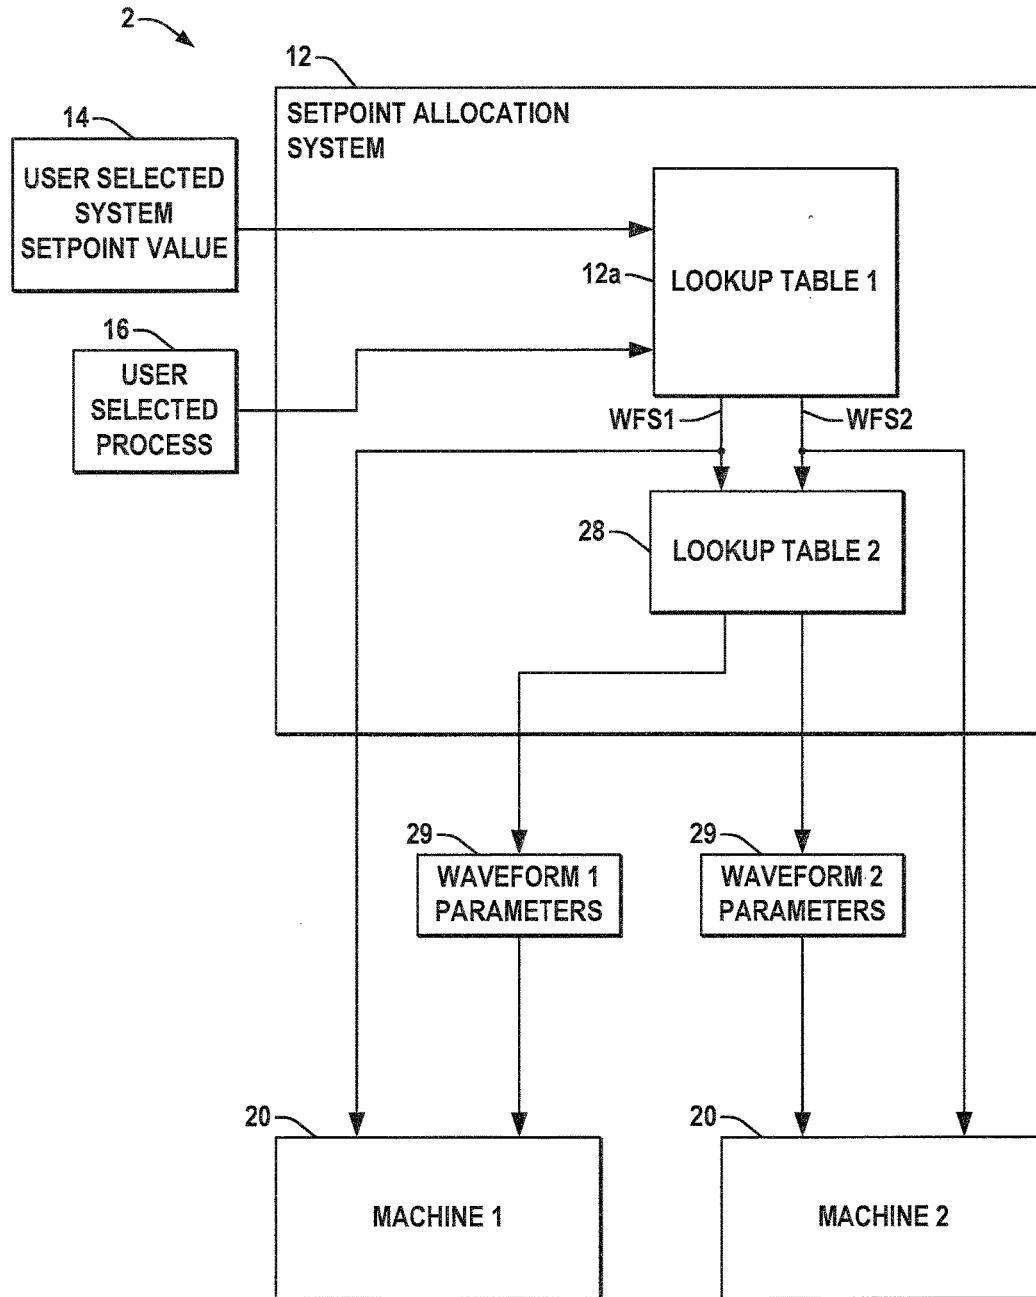 2
12
SETPOINT ALLOCATION
SYSTEM
14
USER SELECTED
SYSTEM
SETPOINT VALUE
12a
LOOKUP TABLE 1
16
USER
SELECTED
PROCESS
WFS1
WFS2
28
LOOKUP TABLE 2
29
WAVEFORM 1
PARAMETERS
29
WAVEFORM 2
PARAMETERS
20
MACHINE 1
20
MACHINE 2